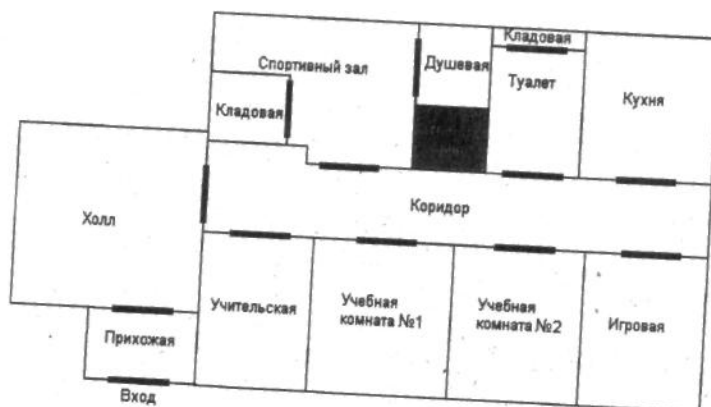 Кладовая
Спортивный зал
Душевая
Туалет
Кухня
Кладовая
Холл
Коридор
Учительская
Учебная
комната №1
Учебная
комната №2
Игровая
Прихожая
Вход